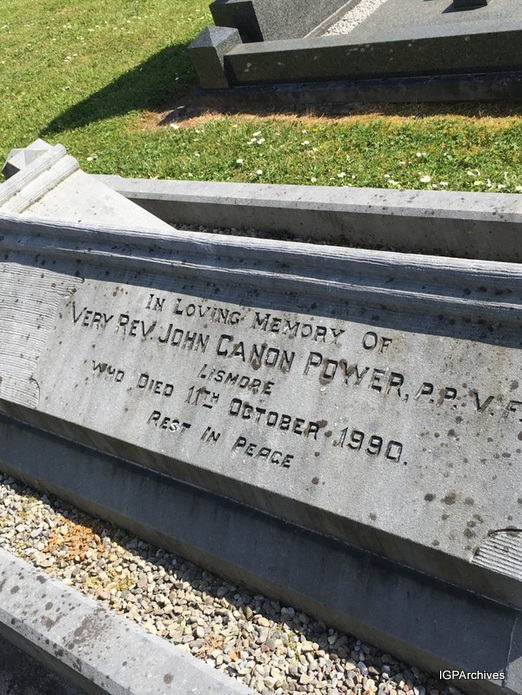 In Loving Memory Of
Very Rev. John Canon Power, P.P. V.F.
Lismore
Who Died 11th October 1990.
Rest In Peace
IGPArchives